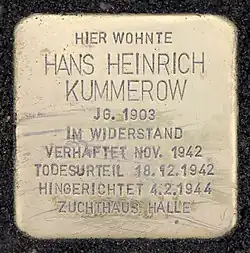 HIER WOHNTE
HANS HEINRICH
KUMMEROW
JG. 1903
IM WIDERSTAND
VERHAFTET NOV. 1942
TODESURTEIL 18.12.1942
HINGERICHTET 4.2.1944
ZUCHTHAUS HALLE